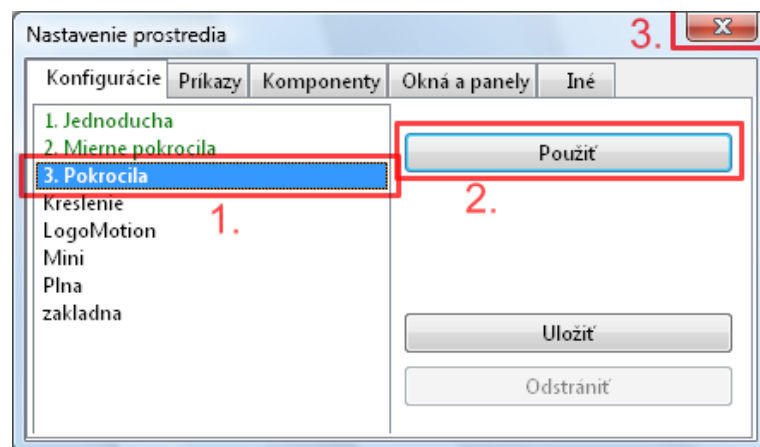 Nastavenie prostredia
3.
Konfigurácie Príkazy Komponenty Okná a panely Iné
1. Jednoducha
2. Mierne pokrocila
3. Pokrocila
Kreslenie
LogoMotion
Mini
Plna
zakladna
1.
Použiť
2.
Uložiť
Odstrániť